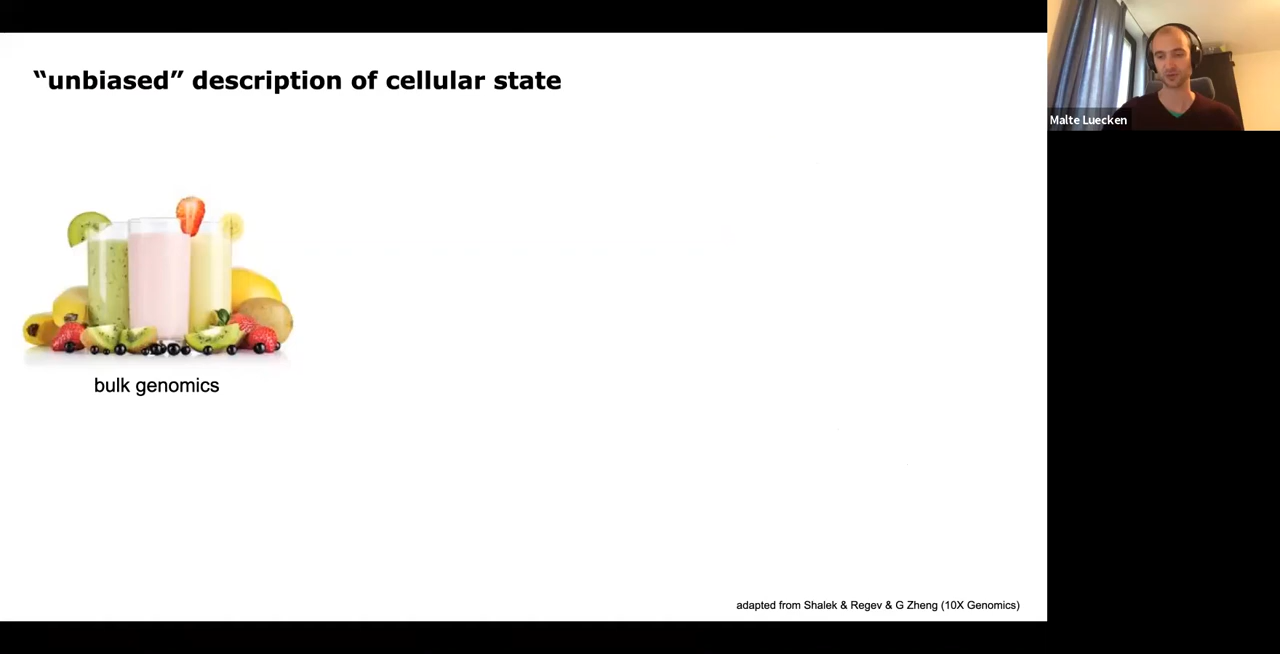 “unbiased” description of cellular state
Malte Luecken
bulk genomics
adapted from Shalek & Regev & G Zheng (10X Genomics)